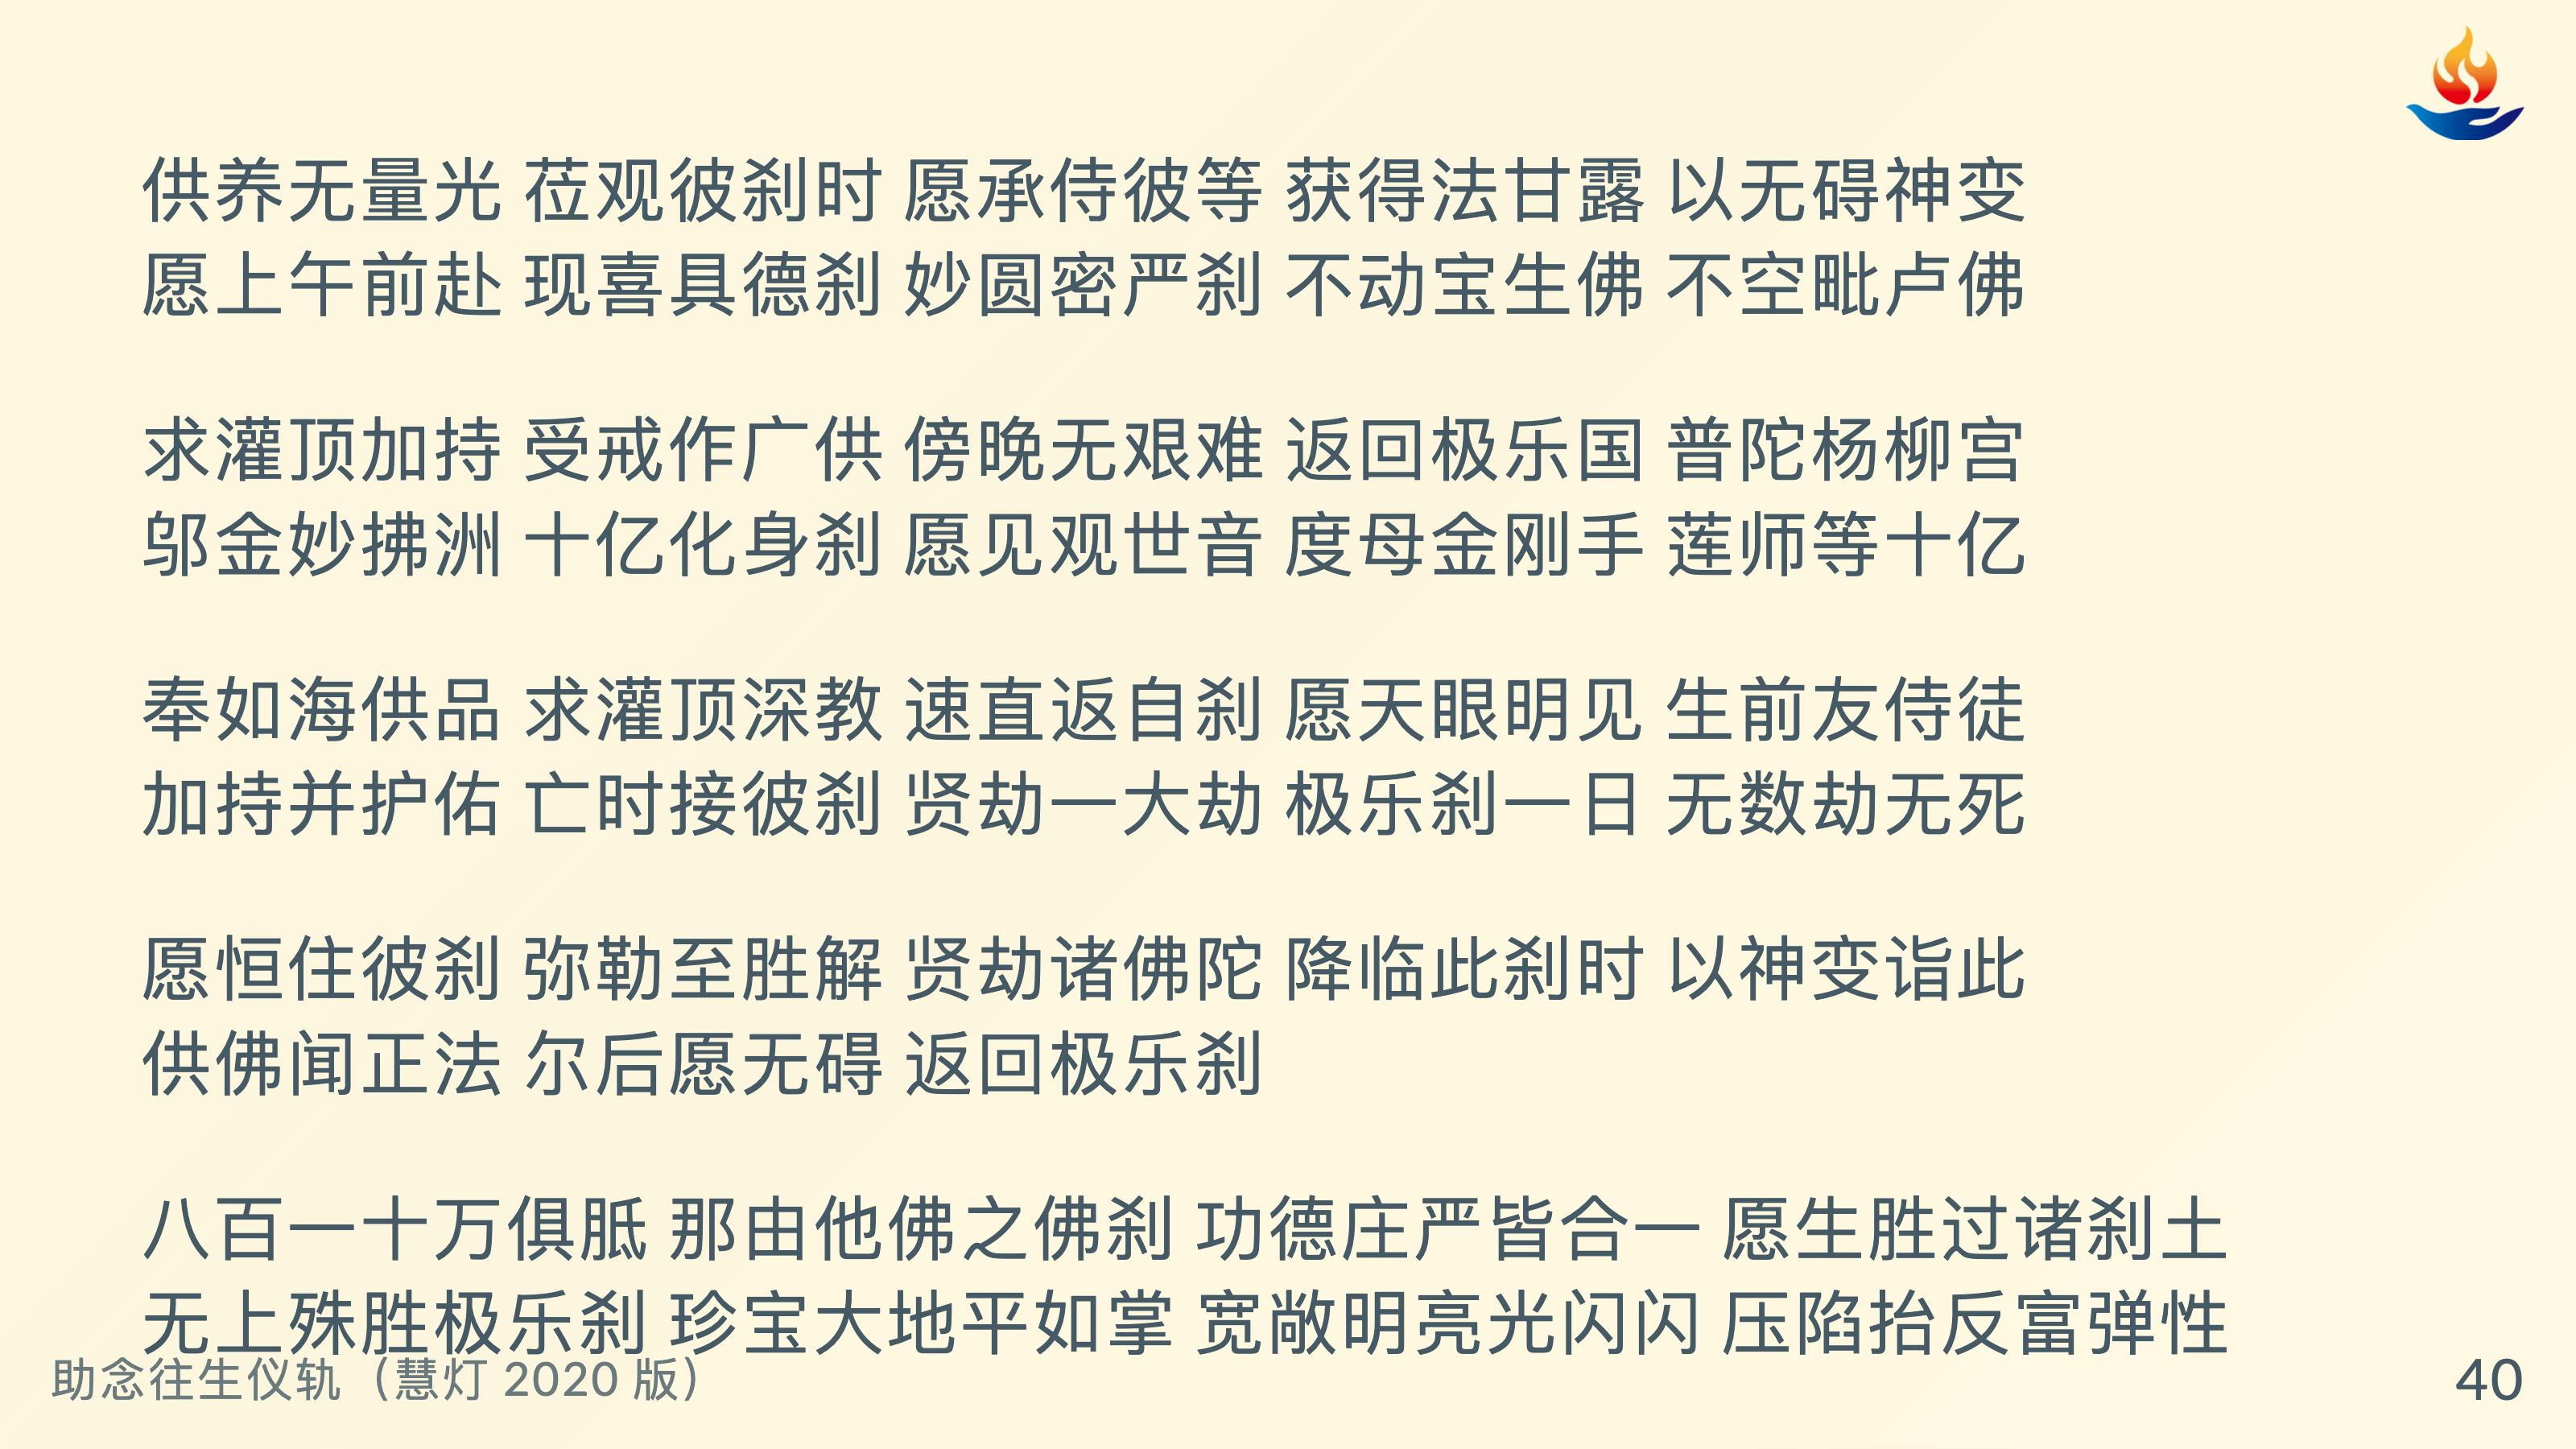 供养无量光 莅观彼刹时 愿承侍彼等 获得法甘露 以无碍神变
愿上午前赴 现喜具德刹 妙圆密严刹 不动宝生佛 不空毗卢佛
求灌顶加持 受戒作广供 傍晚无艰难 返回极乐国 普陀杨柳宫
邬金妙拂洲 十亿化身刹 愿见观世音 度母金刚手 莲师等十亿
奉如海供品 求灌顶深教 速直返自刹 愿天眼明见 生前友侍徒
加持并护佑 亡时接彼刹 贤劫一大劫 极乐刹一日 无数劫无死
愿恒住彼刹 弥勒至胜解 贤劫诸佛陀 降临此刹时 以神变诣此
供佛闻正法 尔后愿无碍 返回极乐刹
八百一十万俱胝 那由他佛之佛刹 功德庄严皆合一 愿生胜过诸刹土
无上殊胜极乐刹 珍宝大地平如掌 宽敞明亮光闪闪 压陷抬反富弹性
助念往生仪轨（慧灯 2020 版）
40